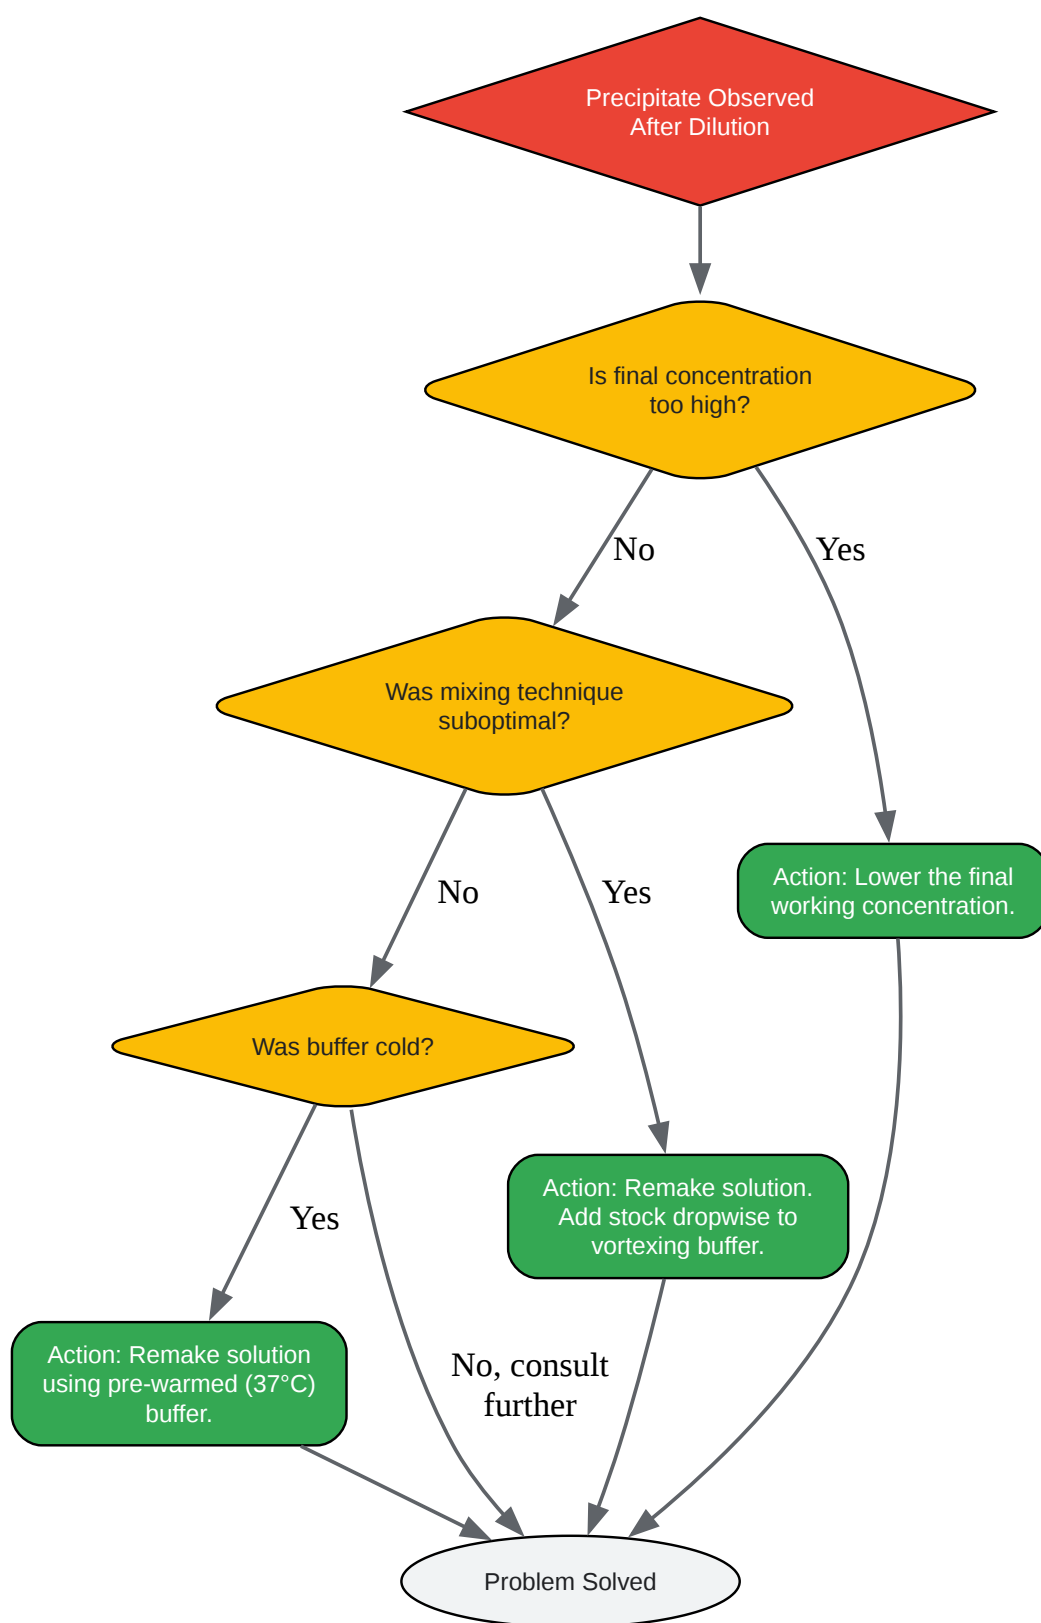 Precipitate Observed
After Dilution
Is final concentration
too high?
No
Yes
Was mixing technique
suboptimal?
Action: Lower the final
working concentration.
No
Yes
Was buffer cold?
Action: Remake solution.
Add stock dropwise to
vortexing buffer.
Yes
Action: Remake solution
using pre-warmed (37°C)
buffer.
No, consult
further
Problem Solved